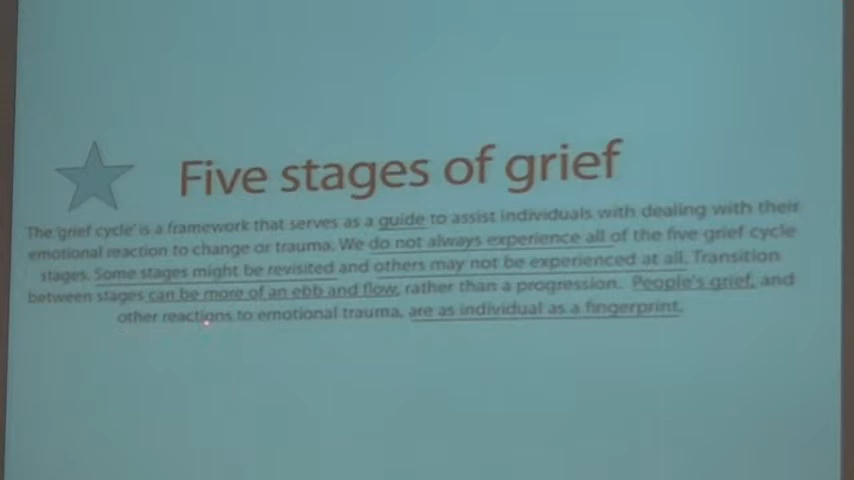 Five stages of grief
The 'grief cycle' is a framework that serves as a guide to assist individuals with dealing with their
emotional reaction to change or trauma. We do not always experience all of the five grief cycle
stages. Some stages might be revisited and others may not be experienced at all. Transition
between stages can be more of an ebb and flow, rather than a progression. People's grief, and
other reactions to emotional trauma, are as individual as a fingerprint.